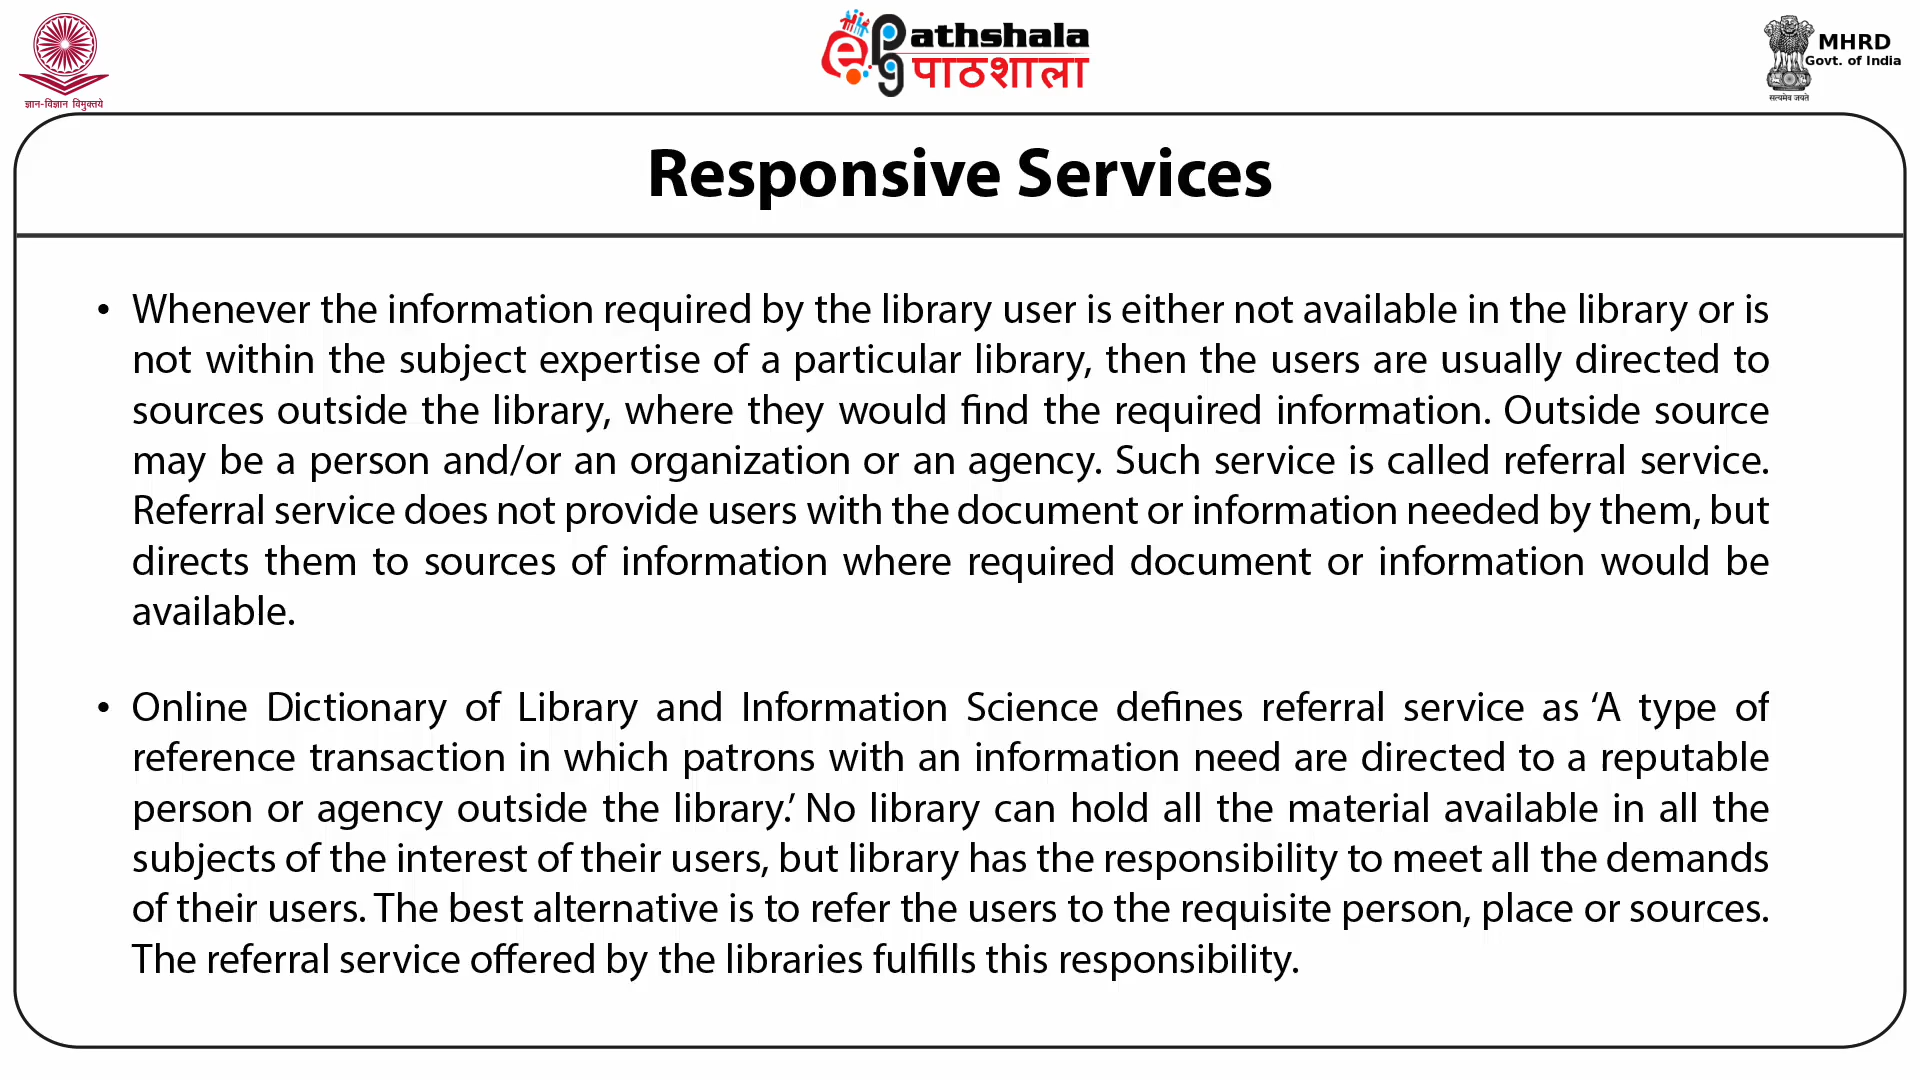 ज्ञान-विज्ञान विमुक्तये
ePathshala
पाठशाला
MHRD
Govt. of India
सत्यमेव जयते
Responsive Services
• Whenever the information required by the library user is either not available in the library or is
not within the subject expertise of a particular library, then the users are usually directed to
sources outside the library, where they would find the required information. Outside source
may be a person and/or an organization or an agency. Such service is called referral service.
Referral service does not provide users with the document or information needed by them, but
directs them to sources of information where required document or information would be
available.
• Online Dictionary of Library and Information Science defines referral service as ‘A type of
reference transaction in which patrons with an information need are directed to a reputable
person or agency outside the library.’ No library can hold all the material available in all the
subjects of the interest of their users, but library has the responsibility to meet all the demands
of their users. The best alternative is to refer the users to the requisite person, place or sources.
The referral service offered by the libraries fulfills this responsibility.